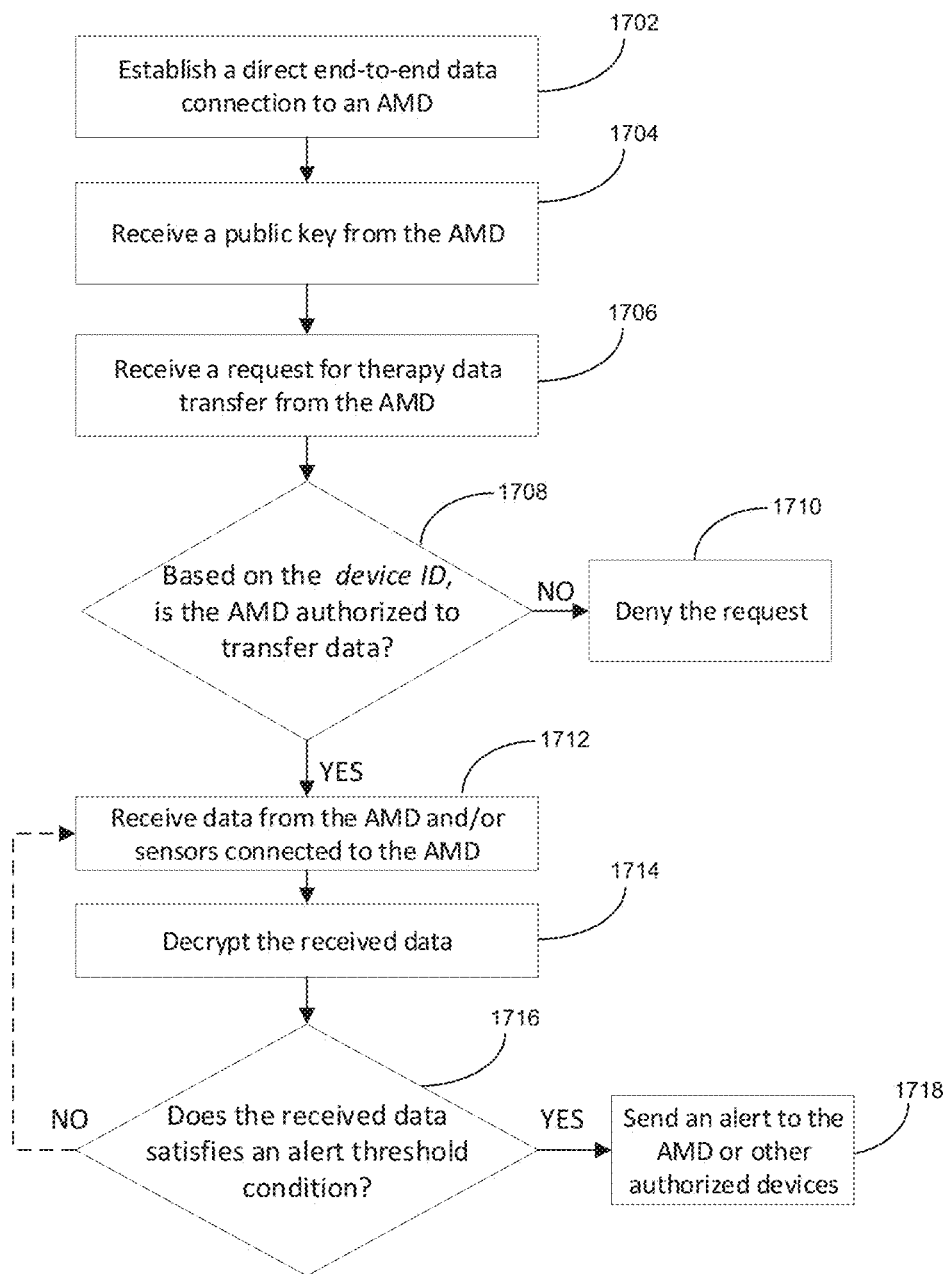 1702
Establish a direct end-to-end data
connection to an AMD
1704
Receive a public key from the AMD
1706
Receive a request for therapy data
transfer from the AMD
1708
Based on the device ID,
is the AMD authorized to
transfer data?
NO
1710
Deny the request
YES
1712
Receive data from the AMD and/or
sensors connected to the AMD
1714
Decrypt the received data
1716
Does the received data
satisfies an alert threshold
condition?
NO
YES
1718
Send an alert to the
AMD or other
authorized devices